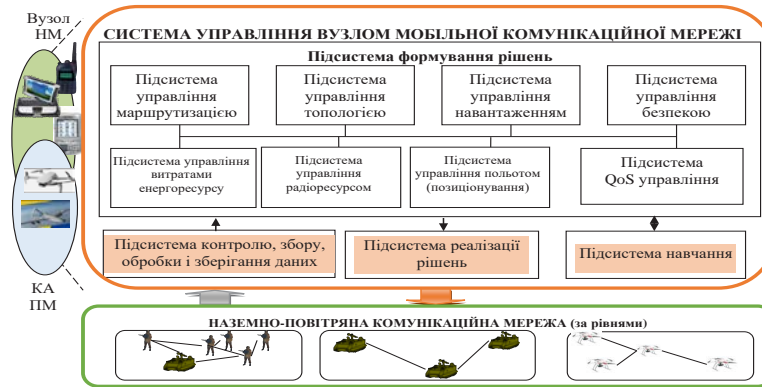 Вузол
НМ
СИСТЕМА УПРАВЛІННЯ ВУЗЛОМ МОБІЛЬНОЇ КОМУНІКАЦІЙНОЇ МЕРЕЖІ
Підсистема формування рішень
Підсистема
управління
маршрутизацією
Підсистема
управління
топологією
Підсистема
управління
навантаженням
Підсистема
управління
безпекою
Підсистема управління
витратами
енергоресурсу
Підсистема
управління
радіоресурсом
Підсистема
управління польотом
(позиціонування)
Підсистема
QoS управління
Підсистема контролю, збору,
обробки і зберігання даних
Підсистема реалізації
рішень
Підсистема навчання
КА
ПМ
НАЗЕМНО-ПОВІТРЯНА КОМУНІКАЦІЙНА МЕРЕЖА (за рівнями)